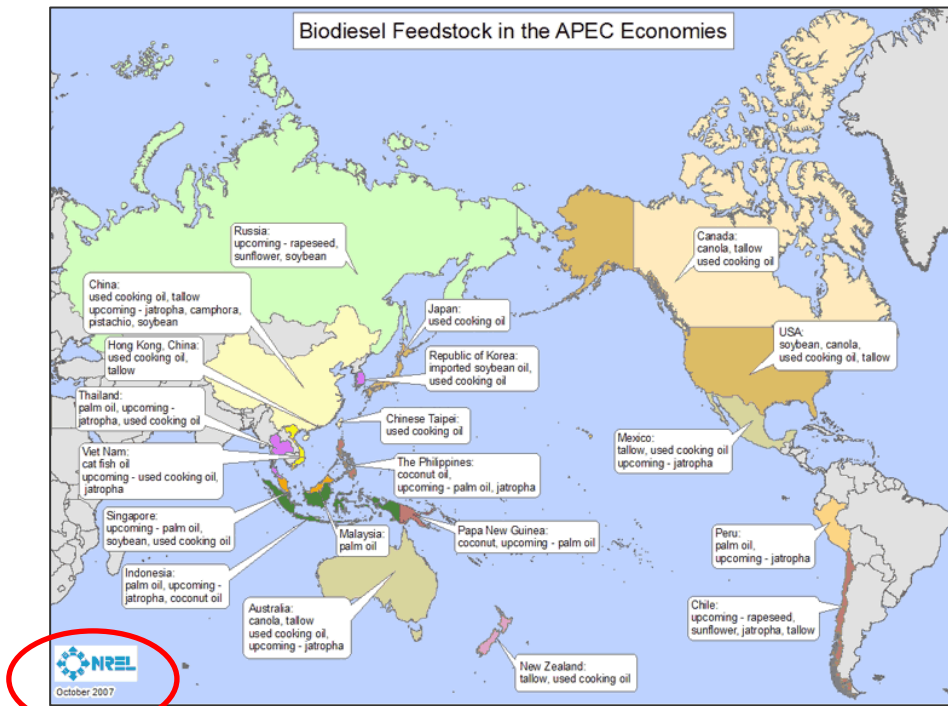 Biodiesel Feedstock in the APEC Economies
Russia:
upcoming - rapeseed,
sunflower, soybean
Canada:
canola, tallow
used cooking oil
China:
used cooking oil, tallow
upcoming - jatropha, camphora,
pistachio, soybean
Japan:
used cooking oil
USA:
soybean, canola,
used cooking oil, tallow
Hong Kong, China:
used cooking oil,
tallow
Republic of Korea:
imported soybean oil,
used cooking oil
Thailand:
palm oil, upcoming -
jatropha, used cooking oil
Chinese Taipei:
used cooking oil
Mexico:
tallow, used cooking oil
upcoming - jatropha
Viet Nam:
cat fish oil
upcoming - used cooking oil,
jatropha
The Philippines:
coconut oil,
upcoming - palm oil, jatropha
Singapore:
upcoming - palm oil,
soybean, used cooking oil
Malaysia:
palm oil
Papa New Guinea:
coconut, upcoming - palm oil
Peru:
palm oil,
upcoming - jatropha
Indonesia:
palm oil, upcoming -
jatropha, coconut oil
Australia:
canola, tallow
used cooking oil,
upcoming - jatropha
Chile:
upcoming - rapeseed,
sunflower, jatropha, tallow
New Zealand:
tallow, used cooking oil
NREL
October 2007